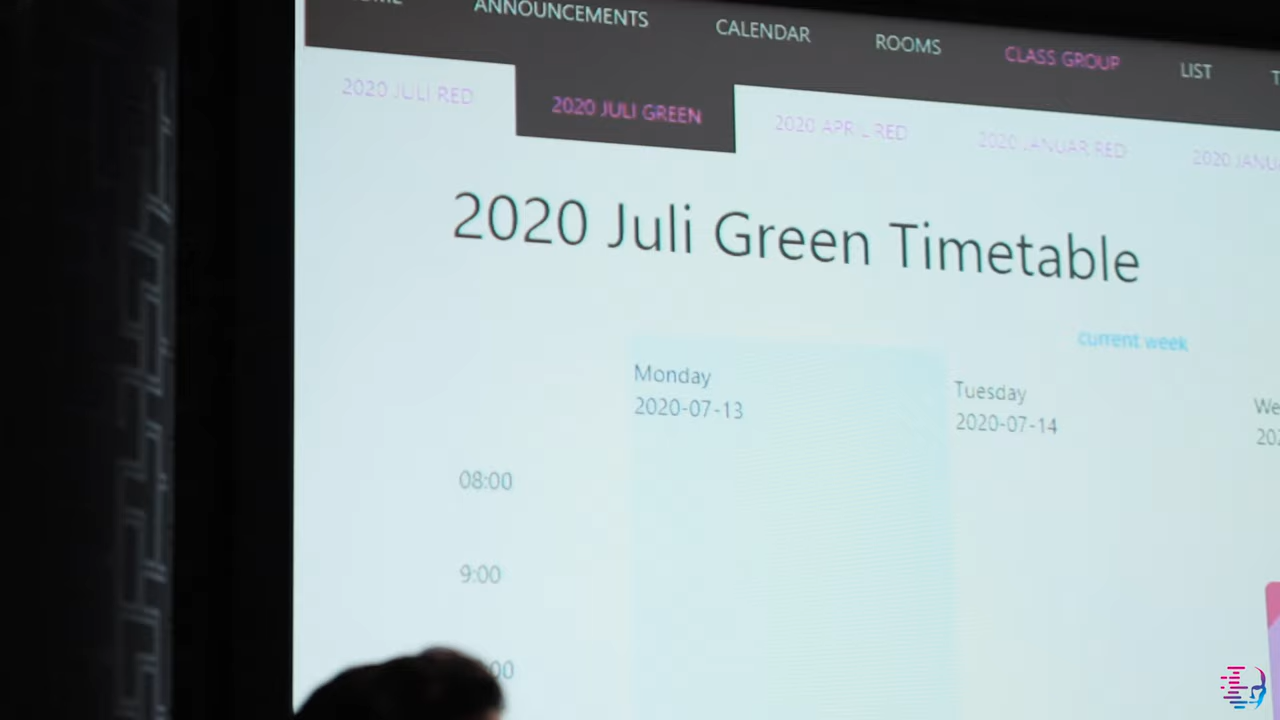 ANNOUNCEMENTS CALENDAR ROOMS CLASS GROUP LIST
2020 JULI RED 2020 JULI GREEN 2020 APRIL RED 2020 JANUAR RED 2020
2020 Juli Green Timetable
current week
Monday Tuesday
2020-07-13 2020-07-14
08:00
9:00